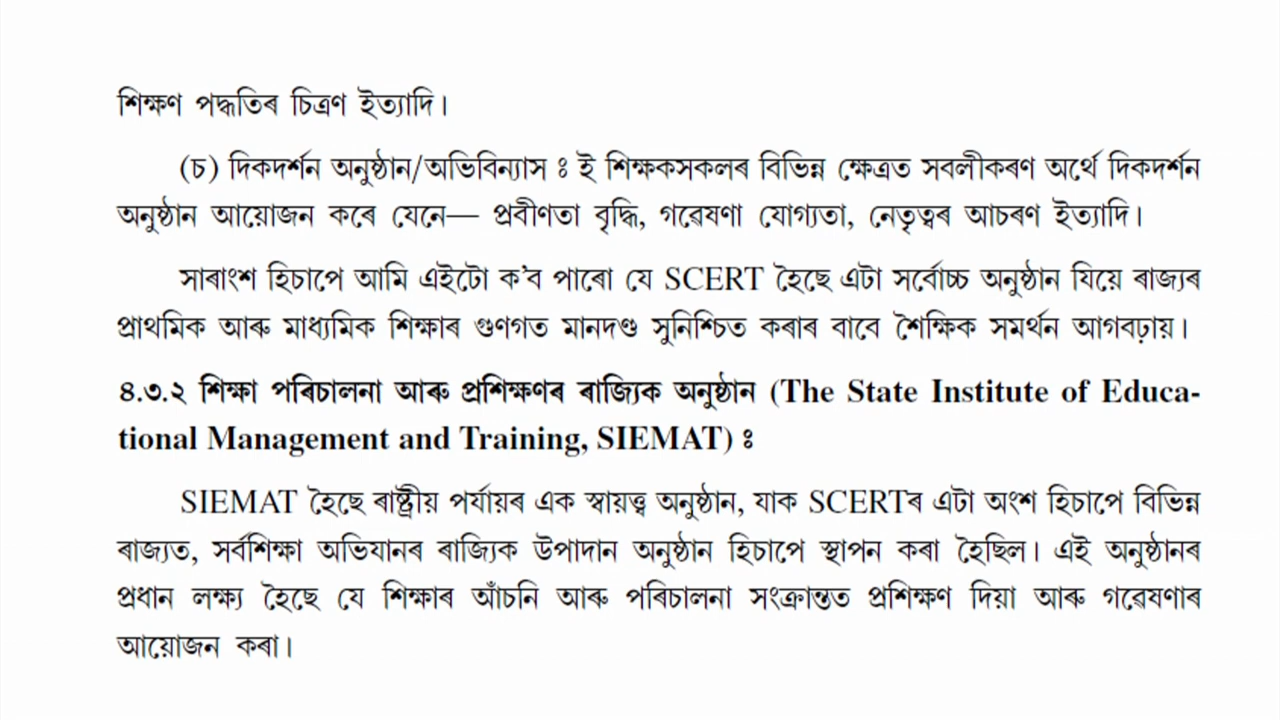 শিক্ষণ পদ্ধতিৰ চিত্ৰণ ইত্যাদি।
(চ) দিকদৰ্শন অনুষ্ঠান/অভিবিন্যাস ঃ ই শিক্ষকসকলৰ বিভিন্ন ক্ষেত্ৰত সবলীকৰণ অৰ্থে দিকদৰ্শন
অনুষ্ঠান আয়োজন কৰে যেনে— প্ৰবীণতা বৃদ্ধি, গৱেষণা যোগ্যতা, নেতৃত্বৰ আচৰণ ইত্যাদি।
সাৰাংশ হিচাপে আমি এইটো ক'ব পাৰো যে SCERT হৈছে এটা সৰ্বোচ্চ অনুষ্ঠান যিয়ে ৰাজ্যৰ
প্ৰাথমিক আৰু মাধ্যমিক শিক্ষাৰ গুণগত মানদণ্ড সুনিশ্চিত কৰাৰ বাবে শৈক্ষিক সমৰ্থন আগবঢ়ায়।
৪.৩.২ শিক্ষা পৰিচালনা আৰু প্ৰশিক্ষণৰ ৰাজ্যিক অনুষ্ঠান (The State Institute of Educa-
tional Management and Training, SIEMAT) ঃ
SIEMAT হৈছে ৰাষ্ট্ৰীয় পৰ্যায়ৰ এক স্বায়ত্ত্ব অনুষ্ঠান, যাক SCERTৰ এটা অংশ হিচাপে বিভিন্ন
ৰাজ্যত, সৰ্বশিক্ষা অভিযানৰ ৰাজ্যিক উপাদান অনুষ্ঠান হিচাপে স্থাপন কৰা হৈছিল। এই অনুষ্ঠানৰ
প্ৰধান লক্ষ্য হৈছে যে শিক্ষাৰ আঁচনি আৰু পৰিচালনা সংক্ৰান্তত প্ৰশিক্ষণ দিয়া আৰু গৱেষণাৰ
আয়োজন কৰা।